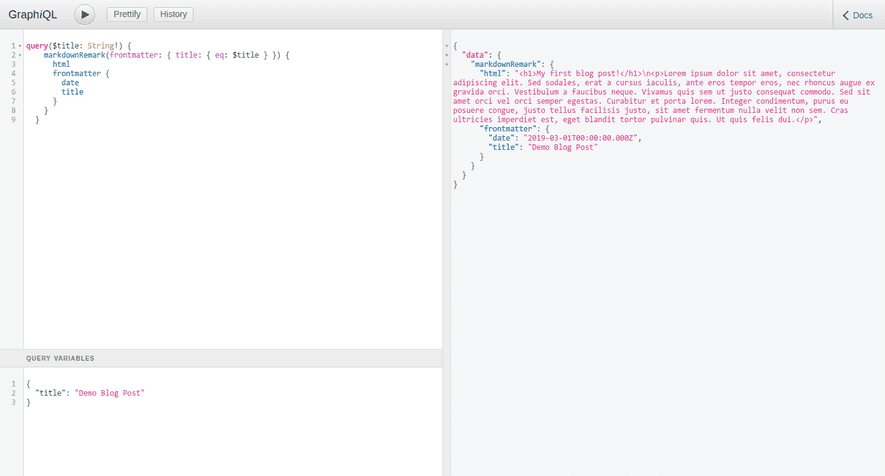 GraphiQL
Prettify
History
Docs
1 query($title: String!) {
2 markdownRemark(frontmatter: { title: { eq: $title } }) {
3 html
4 frontmatter {
5 date
6 title
7 }
8 }
9 }
QUERY VARIABLES
1 {
2 "title": "Demo Blog Post"
3 }
{
"data": {
"markdownRemark": {
"html": "<h1>My first blog post!</h1>\n<p>Lorem ipsum dolor sit amet, consectetur
adipiscing elit. Sed sodales, erat a cursus iaculis, ante eros tempor eros, nec rhoncus augue ex
gravida orci. Vestibulum a faucibus neque. Vivamus quis sem ut justo consequat commodo. Sed sit
amet orci vel orci semper egestas. Curabitur et porta lorem. Integer condimentum, purus eu
posuere congue, justo tellus facilisis justo, sit amet fermentum nulla velit non sem. Cras
ultricies imperdiet est, eget blandit tortor pulvinar quis. Ut quis felis dui.</p>",
"frontmatter": {
"date": "2019-03-01T00:00:00.000Z",
"title": "Demo Blog Post"
}
}
}
}